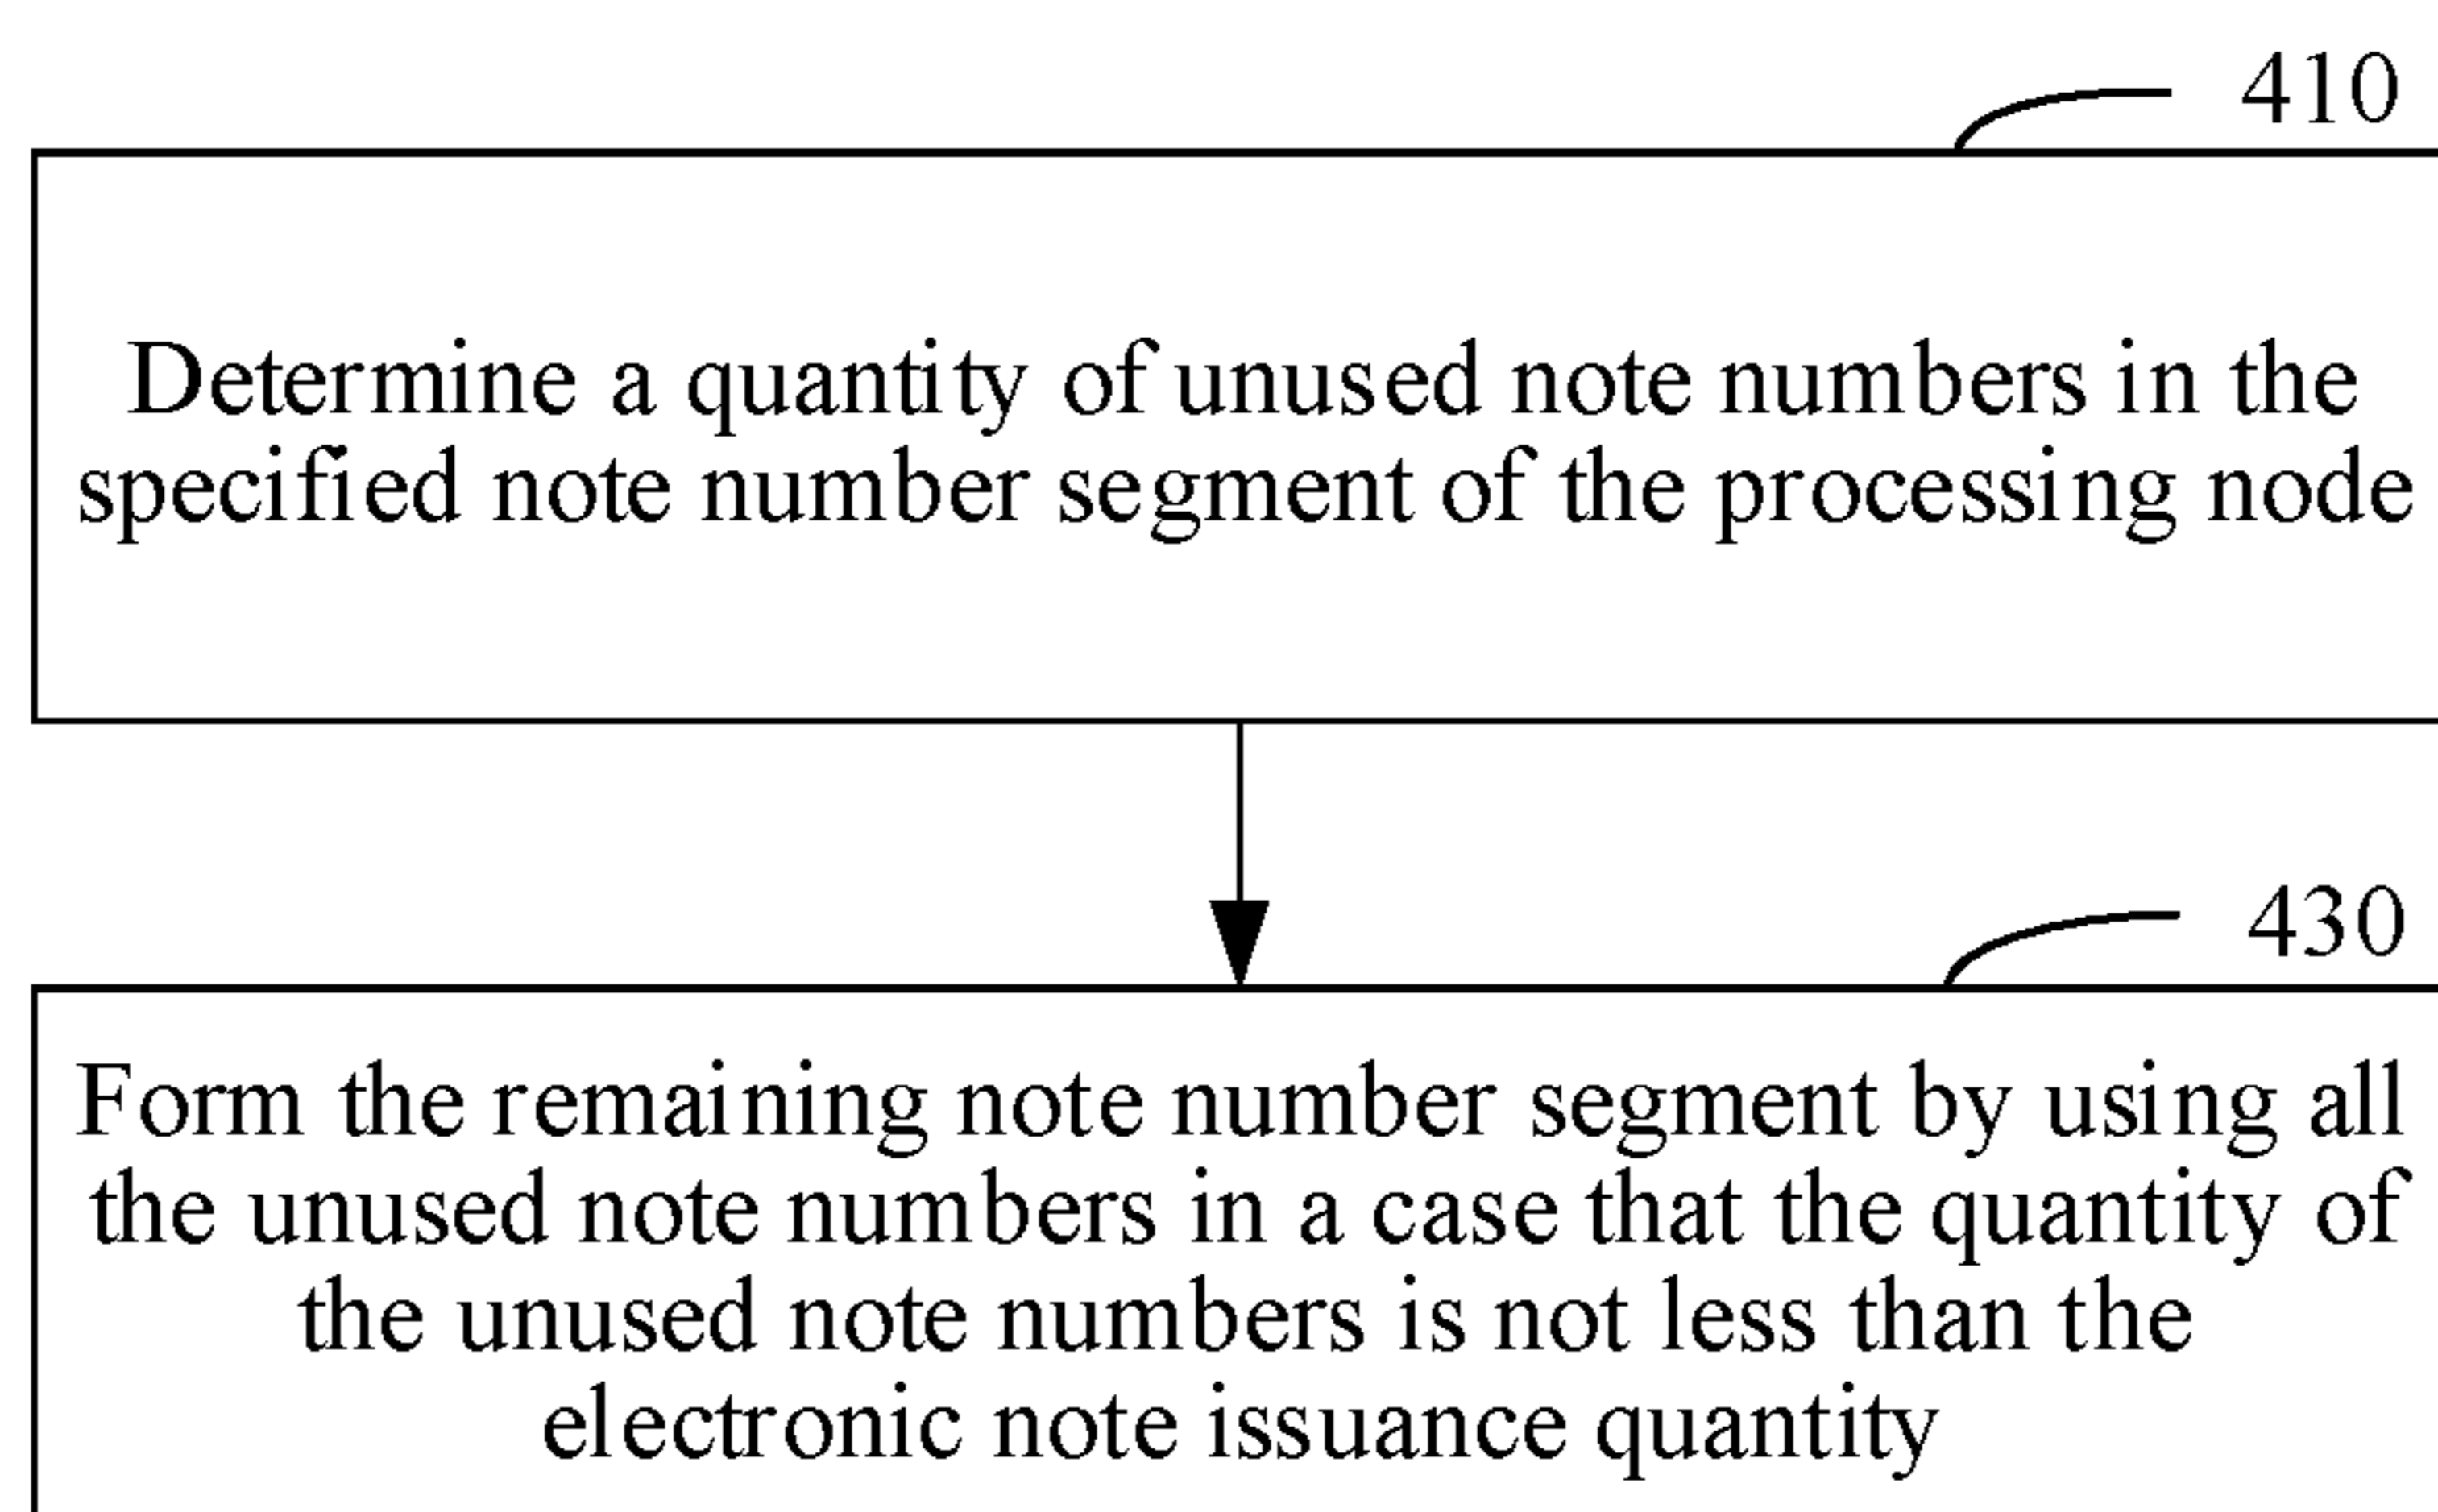 410
Determine a quantity of unused note numbers in the
specified note number segment of the processing node
430
Form the remaining note number segment by using all
the unused note numbers in a case that the quantity of
the unused note numbers is not less than the
electronic note issuance quantity